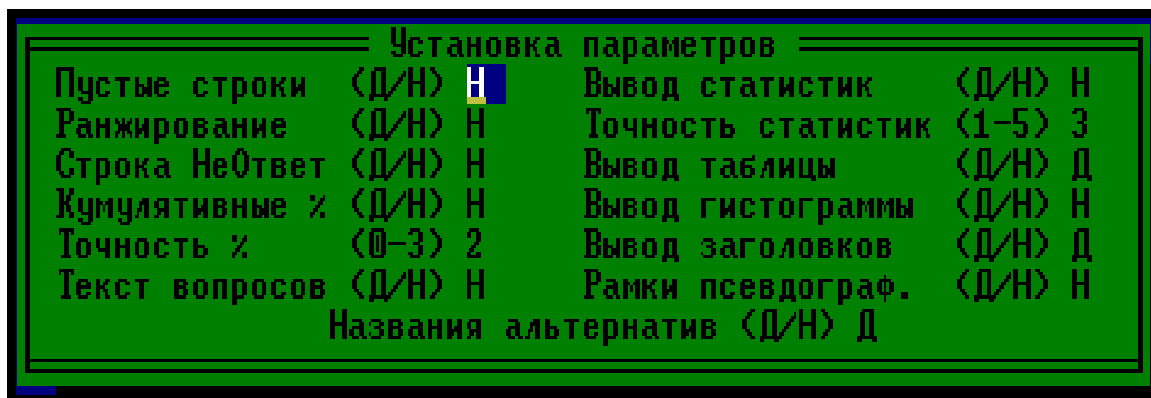 Установка параметров
Пустые строки (Д/Н) Н Вывод статистик (Д/Н) Н
Ранжирование (Д/Н) Н Точность статистик (1-5) 3
Строка НеОтвет (Д/Н) Н Вывод таблицы (Д/Н) Д
Кумулятивные % (Д/Н) Н Вывод гистограммы (Д/Н) Н
Точность % (0-3) 2 Вывод заголовков (Д/Н) Д
Текст вопросов (Д/Н) Н Рамки псевдограф. (Д/Н) Н
Названия альтернатив (Д/Н) Д